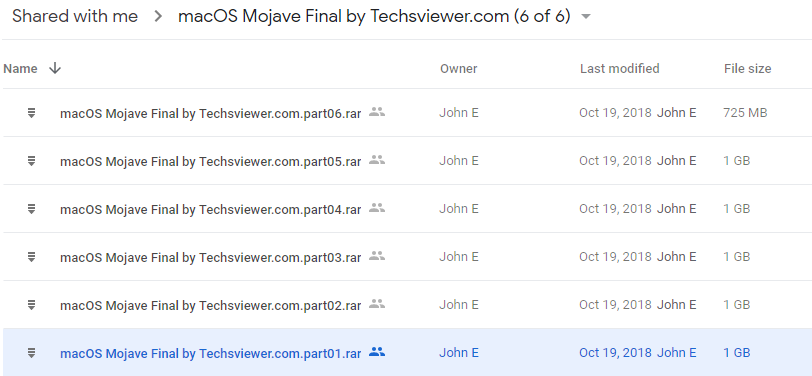 Shared with me > macOS Mojave Final by Techsviewer.com (6 of 6)
Name Owner Last modified File size
macOS Mojave Final by Techsviewer.com.part06.rar John E Oct 19, 2018 John E 725 MB
macOS Mojave Final by Techsviewer.com.part05.rar John E Oct 19, 2018 John E 1 GB
macOS Mojave Final by Techsviewer.com.part04.rar John E Oct 19, 2018 John E 1 GB
macOS Mojave Final by Techsviewer.com.part03.rar John E Oct 19, 2018 John E 1 GB
macOS Mojave Final by Techsviewer.com.part02.rar John E Oct 19, 2018 John E 1 GB
macOS Mojave Final by Techsviewer.com.part01.rar John E Oct 19, 2018 John E 1 GB